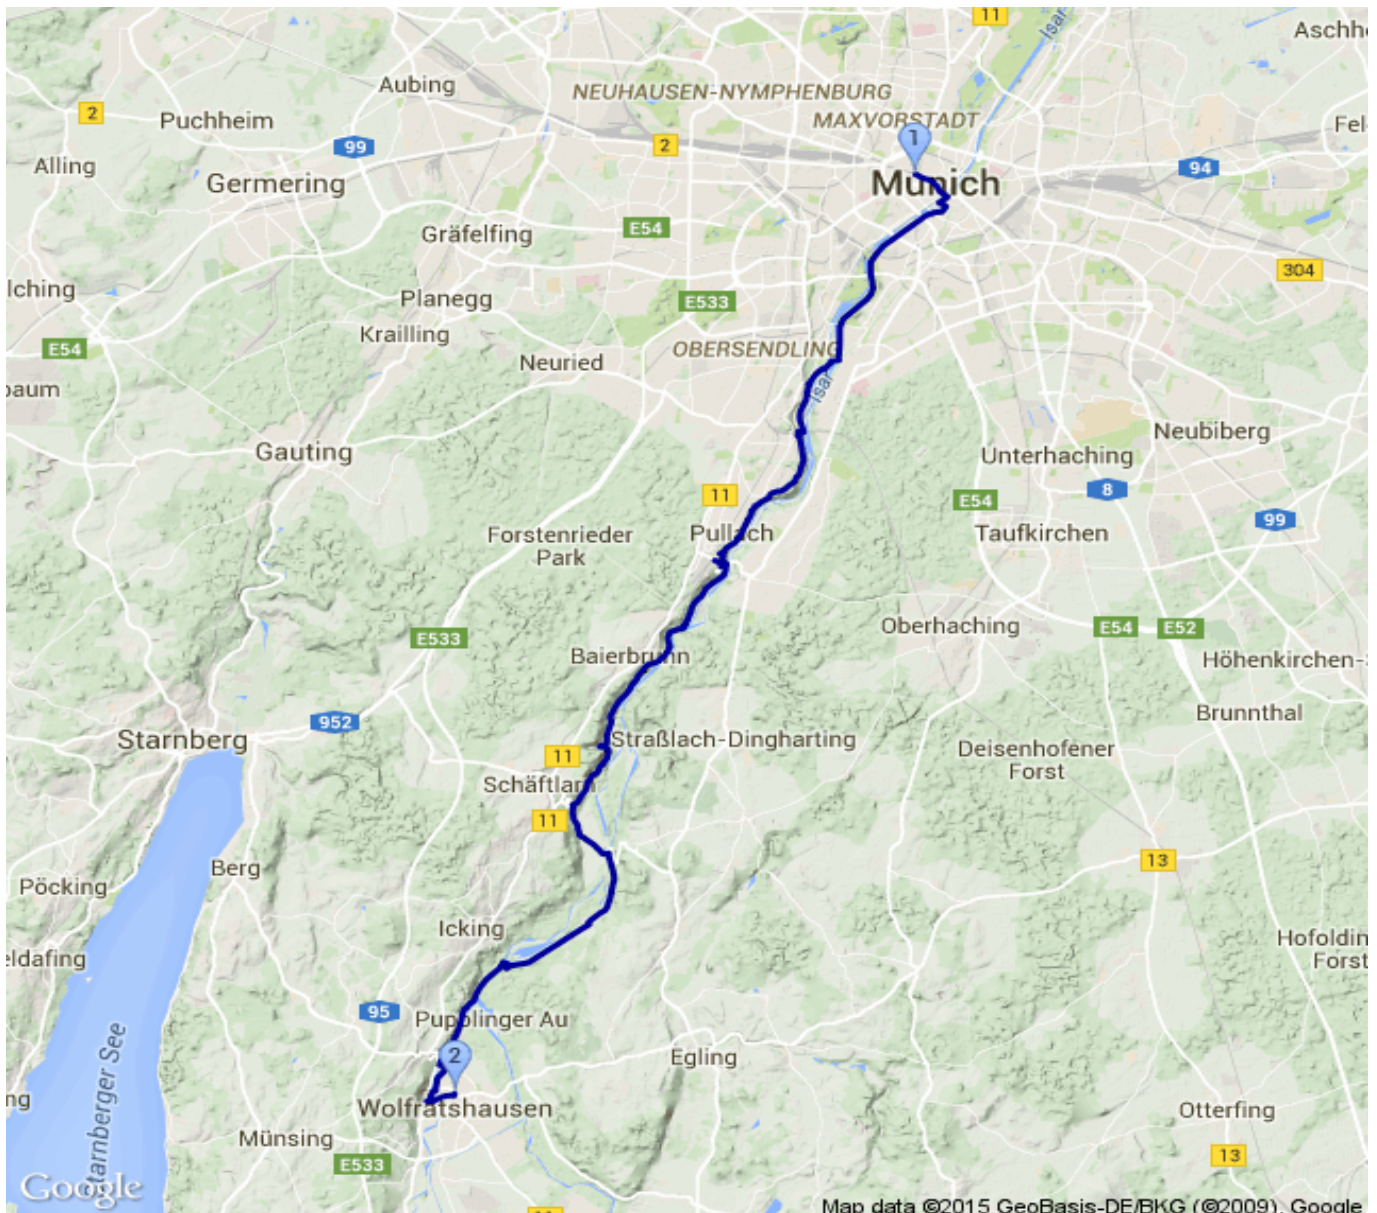 11
Isar
Aschh
Aubing
NEUHAUSEN-NYMPHENBURG
2
Puchheim
MAXVORSTADT
Fel
99
2
1
Alling
94
Germering
Munich
E54
Gräfelfing
304
lching
Planegg
E533
Krailling
E54
OBERSENDLING
Neuried
baum
Isar
Neubiberg
Gauting
Unterhaching
8
11
E54
99
Forstenrieder
Park
Pullach
Taufkirchen
E533
Oberhaching
E54
E52
Baierbrunn
Höhenkirchen-S
Brunnthal
952
Starnberg
Straßlach-Dingharting
Deisenhofener
Forst
11
Schäftlarn
11
13
Berg
Pöcking
Icking
Hofoldin
Forst
eldafing
95
Pupplinger Au
Starnberger See
2
Egling
ng
Wolfratshausen
Otterfing
Münsing
E533
13
Google
11
Map data ©2015 GeoBasis-DE/BKG (©2009), Google